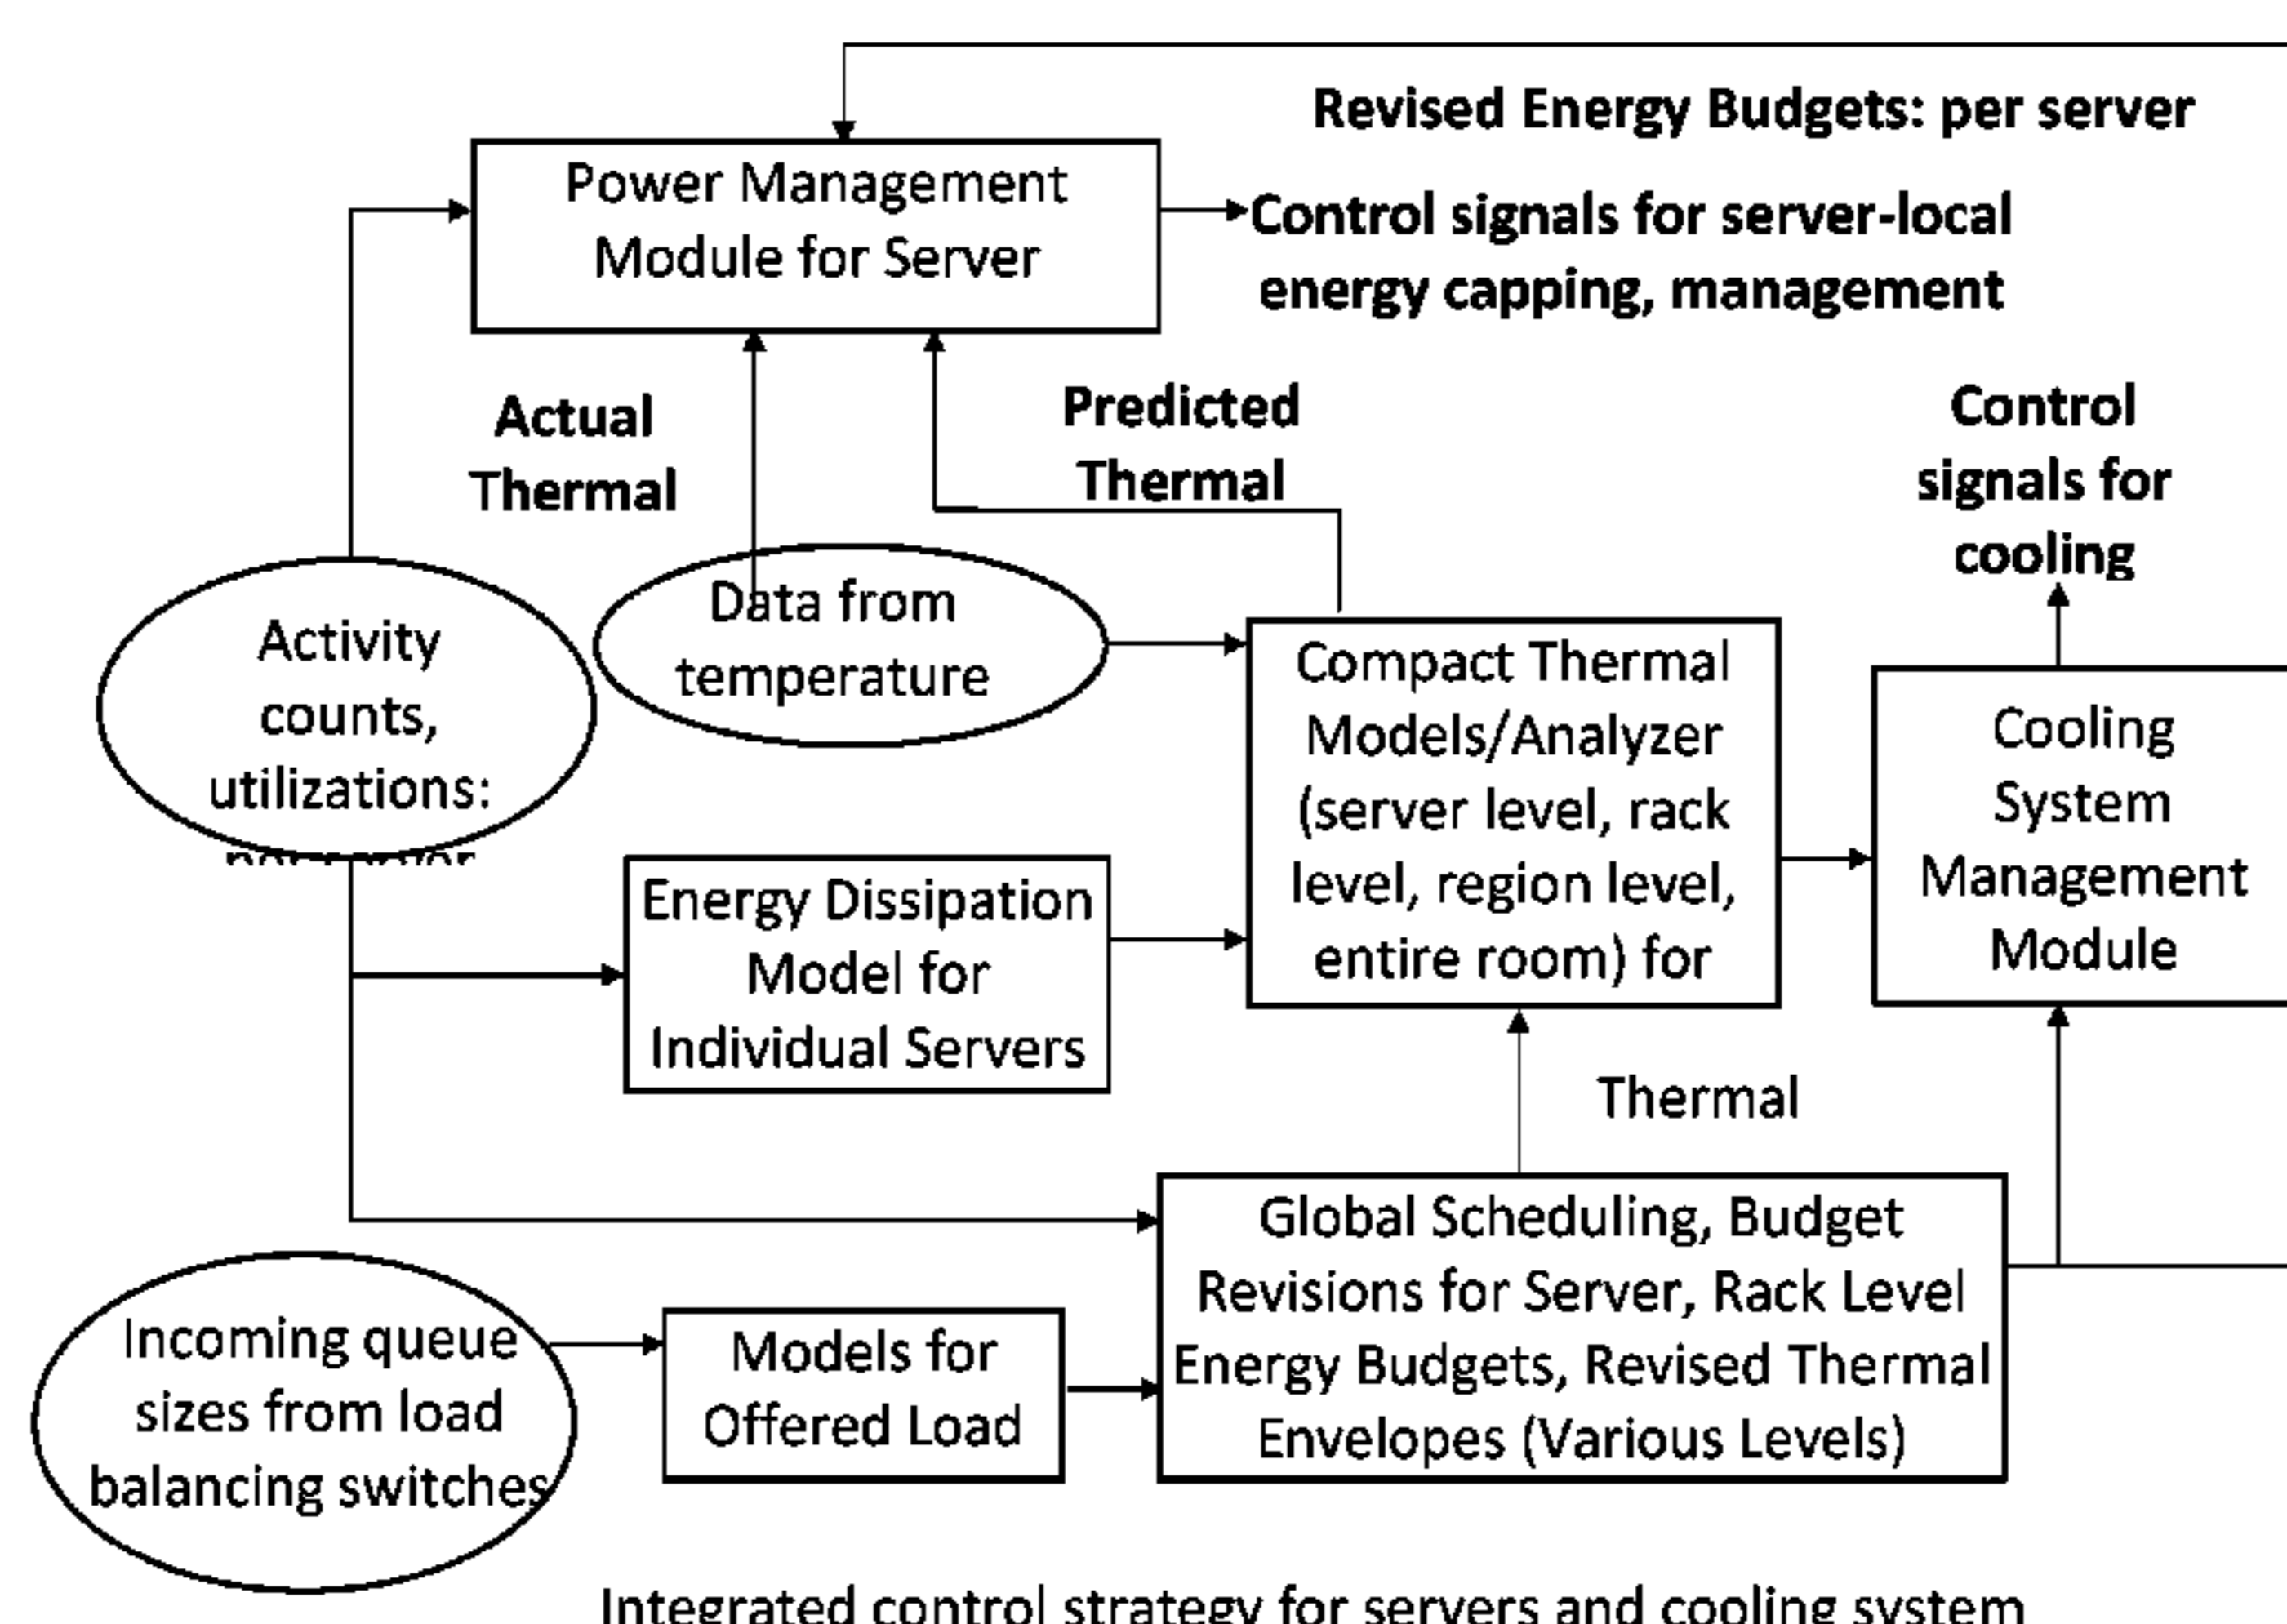 Revised Energy Budgets: per server
Power Management
Module for Server
Control signals for server-local
energy capping, management
Actual
Thermal
Predicted
Thermal
Control
signals for
cooling
Data from
temperature
Activity
counts,
utilizations:
Compact Thermal
Models/Analyzer
(server level, rack
level, region level,
entire room) for
Cooling
System
Management
Module
Energy Dissipation
Model for
Individual Servers
Thermal
Global Scheduling, Budget
Revisions for Server, Rack Level
Energy Budgets, Revised Thermal
Envelopes (Various Levels)
Incoming queue
sizes from load
balancing switches
Models for
Offered Load
Integrated control strategy for servers and cooling system